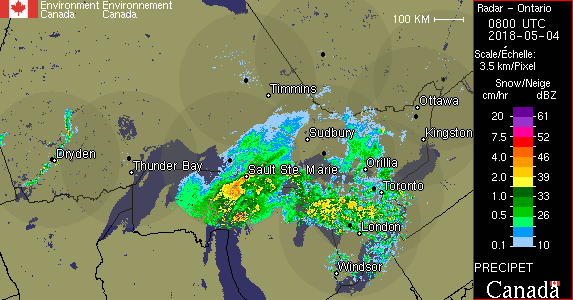 Environment Environnement
Canada Canada
100 KM
Timmins
Ottawa
Sudbury
Kingston
Dryden
Thunder Bay
Sault Ste. Marie
Orillia
Toronto
London
Windsor
Radar - Ontario
0800 UTC
2018-05-04
Scale/Échelle:
3.5 km/Pixel
Snow/Neige
cm/hr dBZ
20 61
7.5 52
4.0 46
2.0 39
1.0 33
0.5 26
0.1 10
PRECIPET
Canada